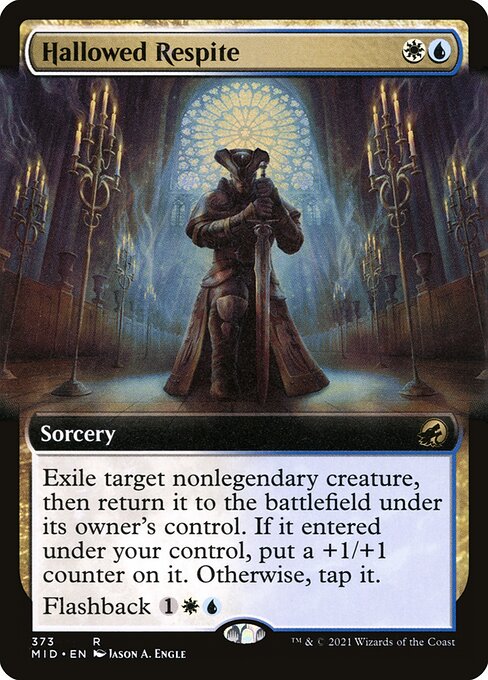 Hallowed Respite
Sorcery
Exile target nonlegendary creature,
then return it to the battlefield under
its owner's control. If it entered
under your control, put a +1/+1
counter on it. Otherwise, tap it.
Flashback 1
373 R
MID • EN Jason A. Engle
™ & © 2021 Wizards of the Coast